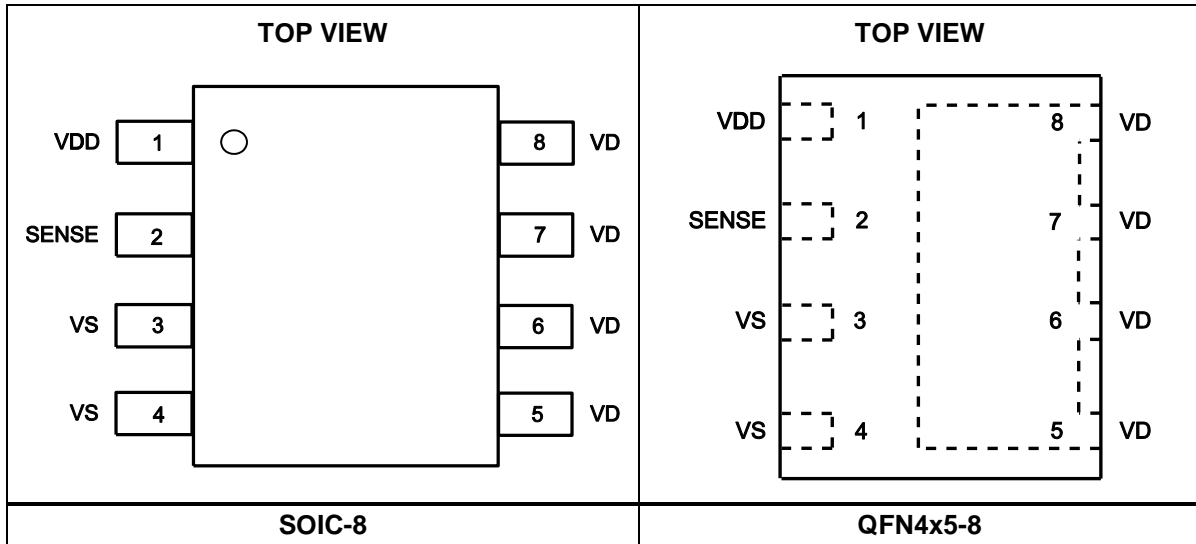 TOP VIEW
VDD 1 8 VD
SENSE 2 7 VD
VS 3 6 VD
VS 4 5 VD
SOIC-8
TOP VIEW
VDD 1 8 VD
SENSE 2 7 VD
VS 3 6 VD
VS 4 5 VD
QFN4x5-8